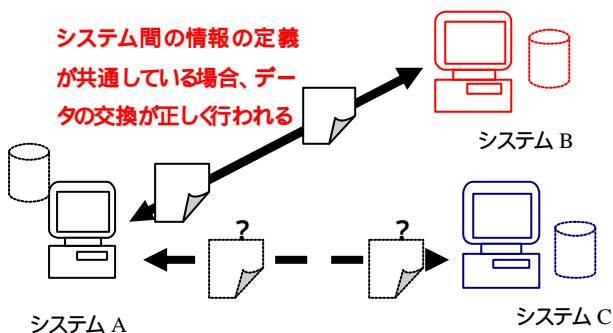 システム間の情報の定義
が共通している場合、デー
タの交換が正しく行われる
システム B
?
?
システム A
システム C